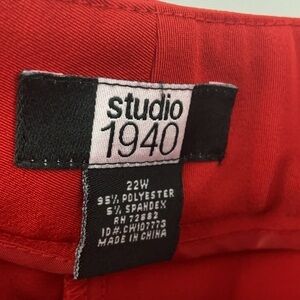 studio
1940
22W
95% POLYESTER
5% SPANDEX
RN 72882
ID#.CW107773
MADE IN CHINA